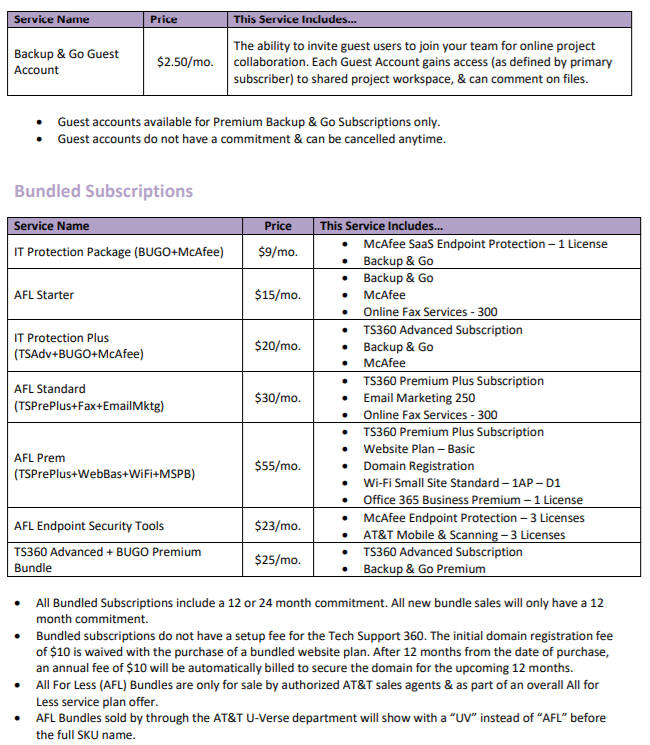 Service Name Price This Service Includes...
Backup & Go Guest
Account
$2.50/mo.
The ability to invite guest users to join your team for online project
collaboration. Each Guest Account gains access (as defined by primary
subscriber) to shared project workspace, & can comment on files.
• Guest accounts available for Premium Backup & Go Subscriptions only.
• Guest accounts do not have a commitment & can be cancelled anytime.
Bundled Subscriptions
Service Name Price This Service Includes...
IT Protection Package (BUGO+McAfee) $9/mo.
• McAfee SaaS Endpoint Protection – 1 License
• Backup & Go
AFL Starter $15/mo.
• Backup & Go
• McAfee
• Online Fax Services - 300
IT Protection Plus
(TSAdv+BUGO+McAfee)
$20/mo.
• TS360 Advanced Subscription
• Backup & Go
• McAfee
AFL Standard
(TSPrePlus+Fax+EmailMktg)
$30/mo.
• TS360 Premium Plus Subscription
• Email Marketing 250
• Online Fax Services - 300
AFL Prem
(TSPrePlus+WebBas+WiFi+MSPB)
$55/mo.
• TS360 Premium Plus Subscription
• Website Plan – Basic
• Domain Registration
• Wi-Fi Small Site Standard – 1AP – D1
• Office 365 Business Premium – 1 License
AFL Endpoint Security Tools $23/mo.
• McAfee Endpoint Protection – 3 Licenses
• AT&T Mobile & Scanning – 3 Licenses
TS360 Advanced + BUGO Premium
Bundle
$25/mo.
• TS360 Advanced Subscription
• Backup & Go Premium
• All Bundled Subscriptions include a 12 or 24 month commitment. All new bundle sales will only have a 12
month commitment.
• Bundled subscriptions do not have a setup fee for the Tech Support 360. The initial domain registration fee
of $10 is waived with the purchase of a bundled website plan. After 12 months from the date of purchase,
an annual fee of $10 will be automatically billed to secure the domain for the upcoming 12 months.
• All For Less (AFL) Bundles are only for sale by authorized AT&T sales agents & as part of an overall All for
Less service plan offer.
• AFL Bundles sold by through the AT&T U-Verse department will show with a “UV” instead of “AFL” before
the full SKU name.